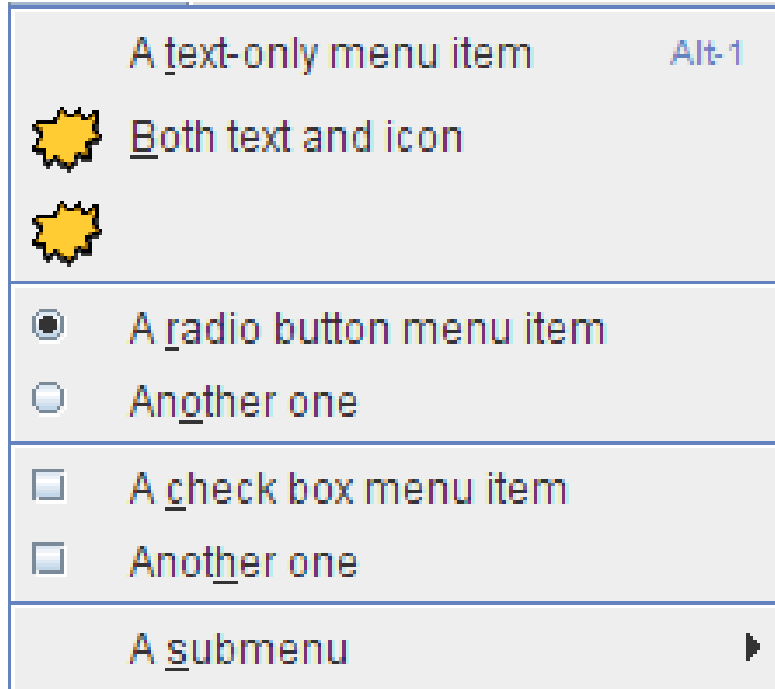 A text-only menu item Alt-1
Both text and icon
A radio button menu item
Another one
A check box menu item
Another one
A submenu